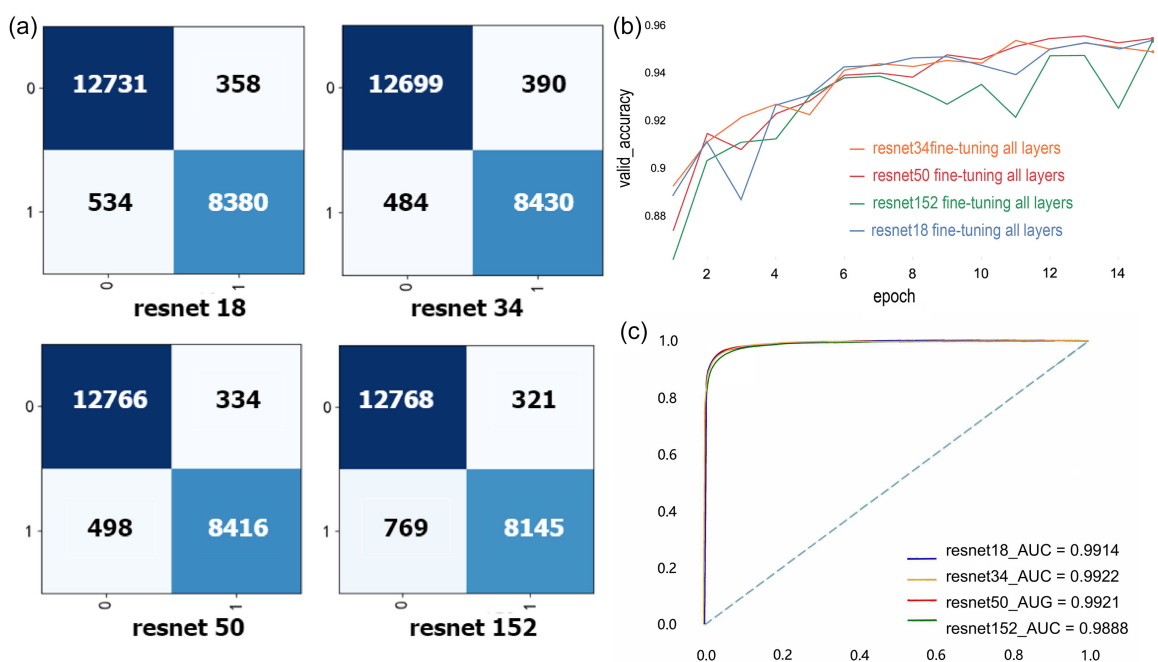 (a)
0
12731 358
1
534 8380
0 1
resnet 18
0
12699 390
1
484 8430
0 1
resnet 34
0
12766 334
1
498 8416
0 1
resnet 50
0
12768 321
1
769 8145
0 1
resnet 152
(b)
valid_accuracy
0.96
0.94
0.92
0.9
0.88
resnet34fine-tuning all layers
resnet50 fine-tuning all layers
resnet152 fine-tuning all layers
resnet18 fine-tuning all layers
2 4 6 8 10 12 14
epoch
(c)
1.0
0.8
0.6
0.4
0.2
0.0
resnet18_AUC = 0.9914
resnet34_AUC = 0.9922
resnet50_AUG = 0.9921
resnet152_AUC = 0.9888
0.0 0.2 0.4 0.6 0.8 1.0